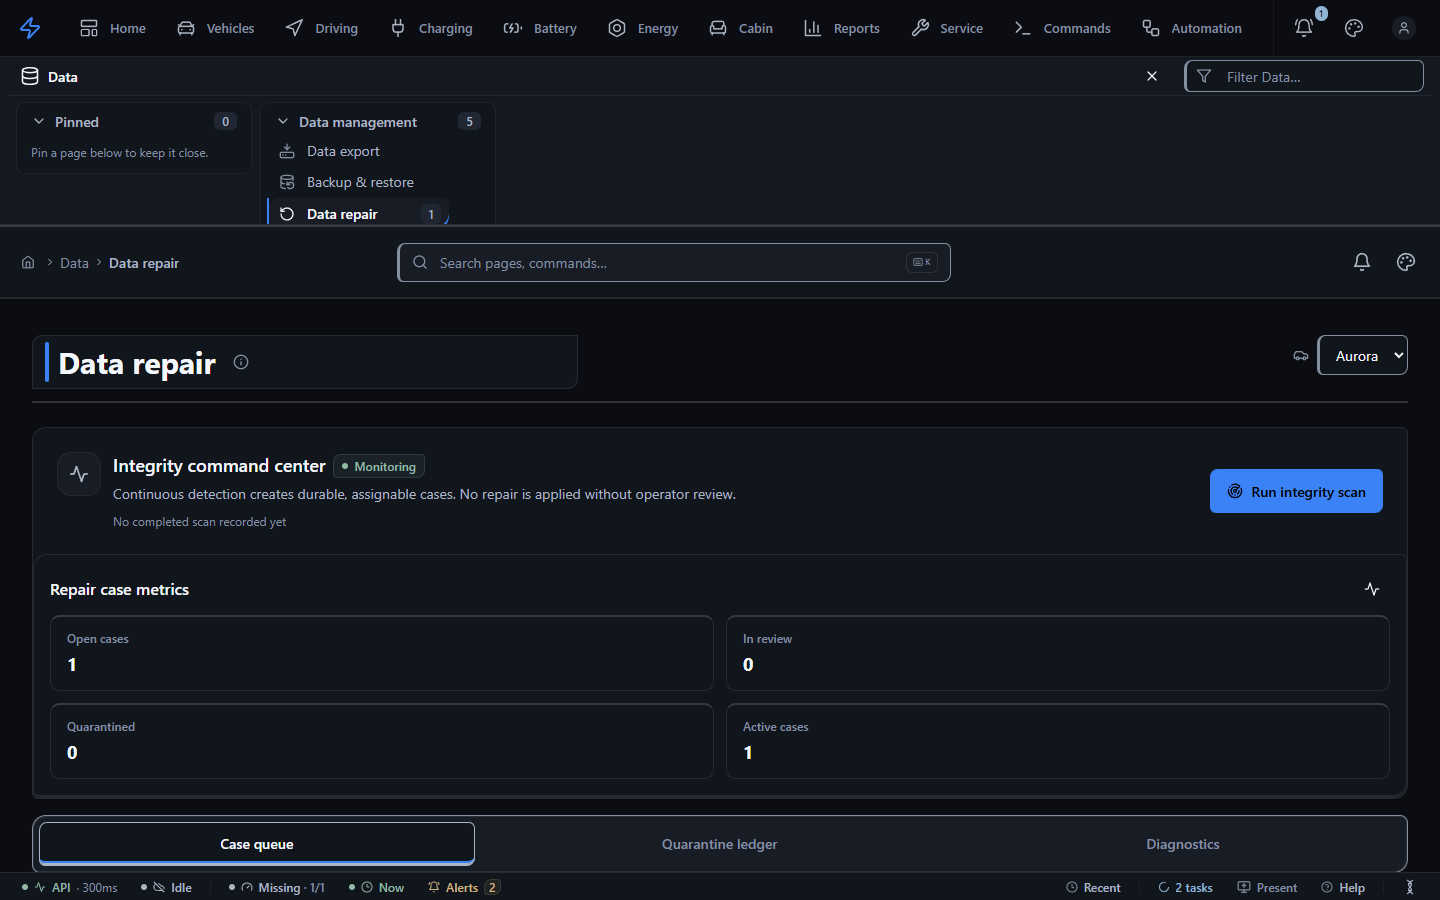 Home
Vehicles
Driving
Charging
Battery
Energy
Cabin
Reports
Service
Commands
Automation
1
Data
Filter Data...
Pinned
0
Pin a page below to keep it close.
Data management
5
Data export
Backup & restore
Data repair
1
Data
Data repair
Search pages, commands...
K
Data repair
Aurora
Integrity command center
Monitoring
Continuous detection creates durable, assignable cases. No repair is applied without operator review.
No completed scan recorded yet
Run integrity scan
Repair case metrics
Open cases
1
In review
0
Quarantined
0
Active cases
1
Case queue
Quarantine ledger
Diagnostics
API · 300ms
Idle
Missing · 1/1
Now
Alerts 2
Recent
2 tasks
Present
Help